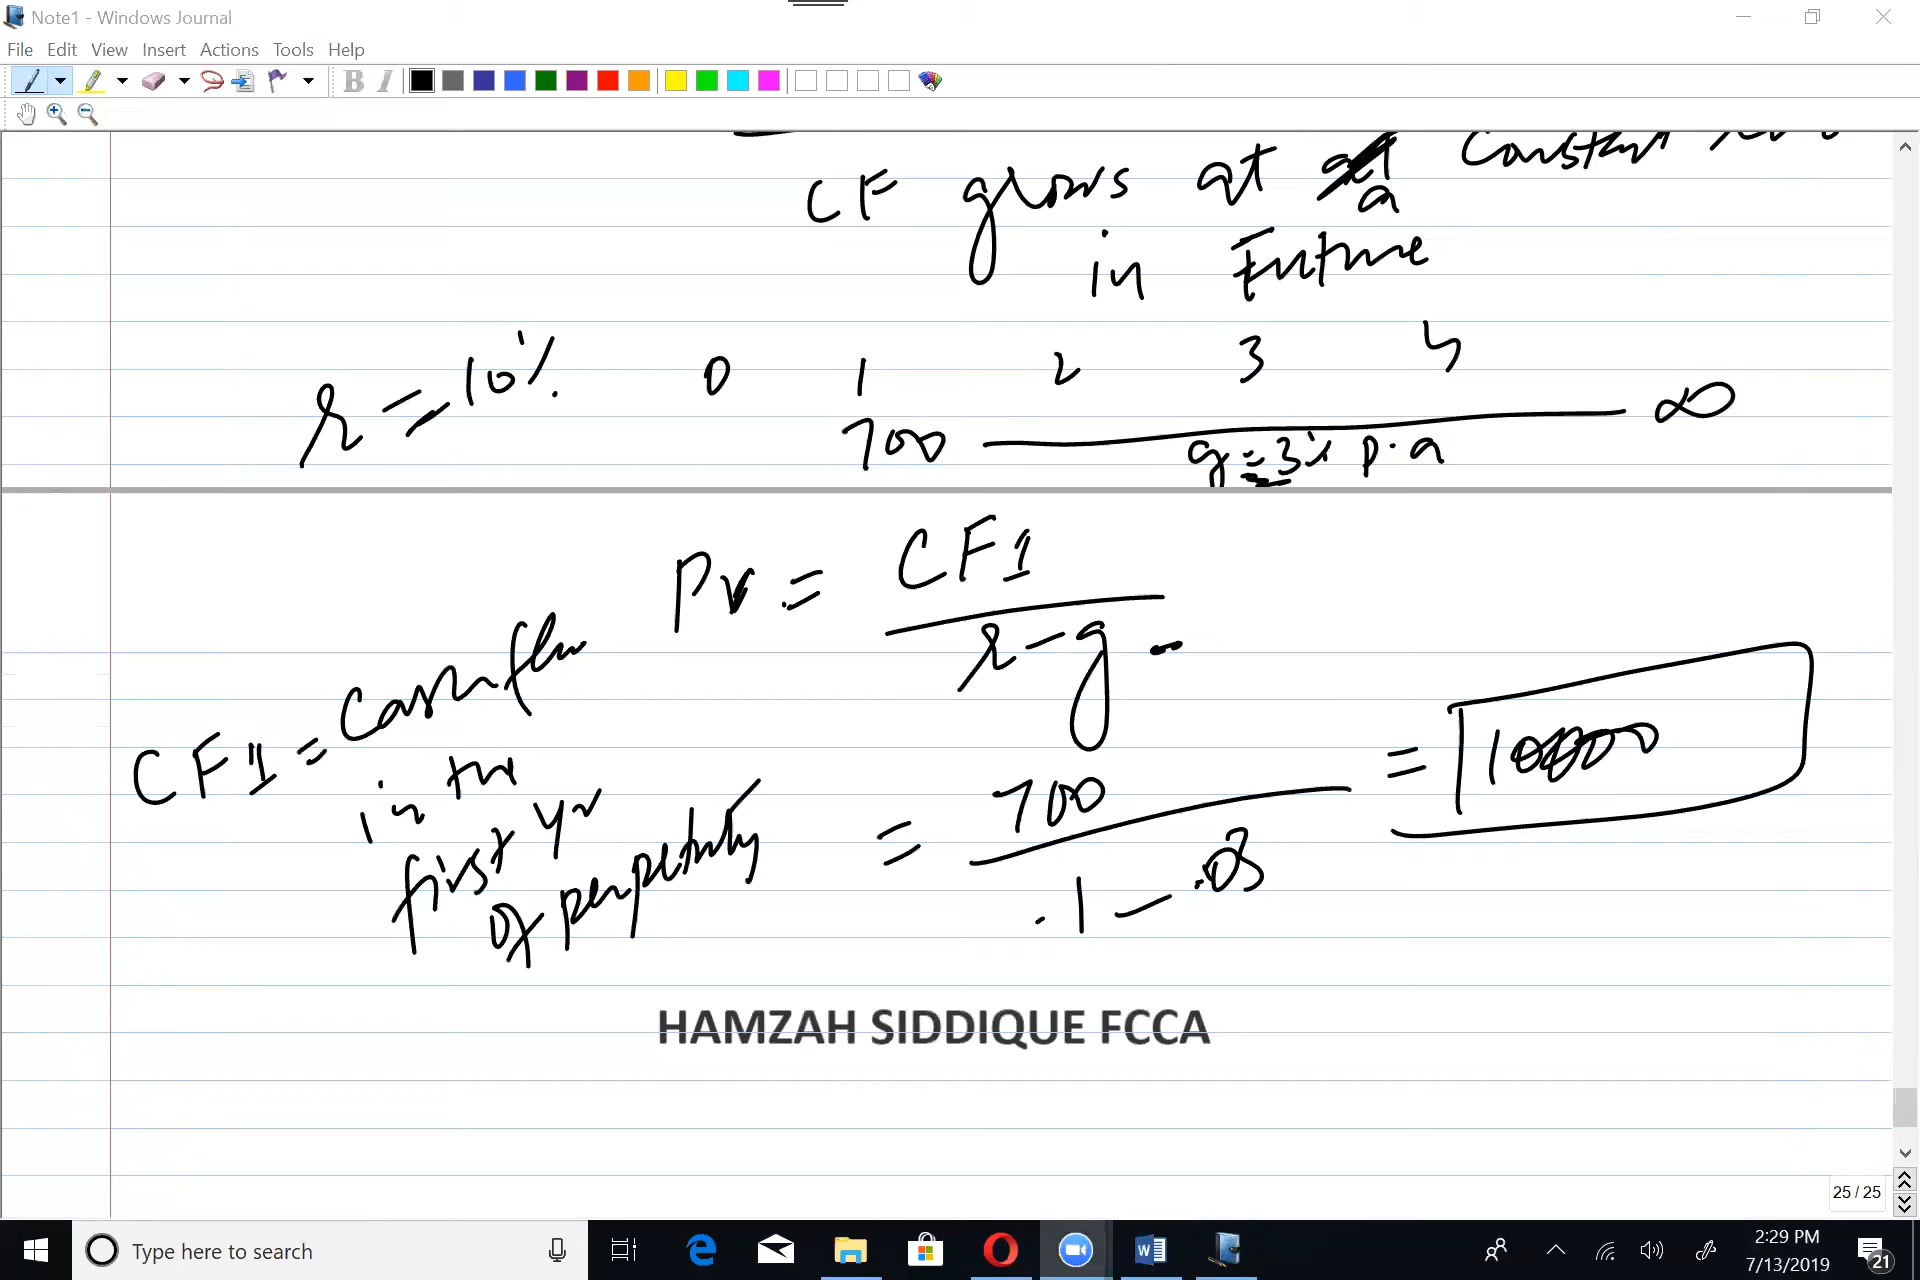 Note1 - Windows Journal
File Edit View Insert Actions Tools Help
B I
CF grows at a constant
in Future
r = 10%. 0 1 2 3 4
700 ∞
g = 3% p.a
Pv = CF1
r - g
CF1 = Cash flow
in the
first yr
of perpetuity
= 700
.1 - .03
= 10000
HAMZAH SIDDIQUE FCCA
25 / 25
Type here to search
2:29 PM
7/13/2019
21